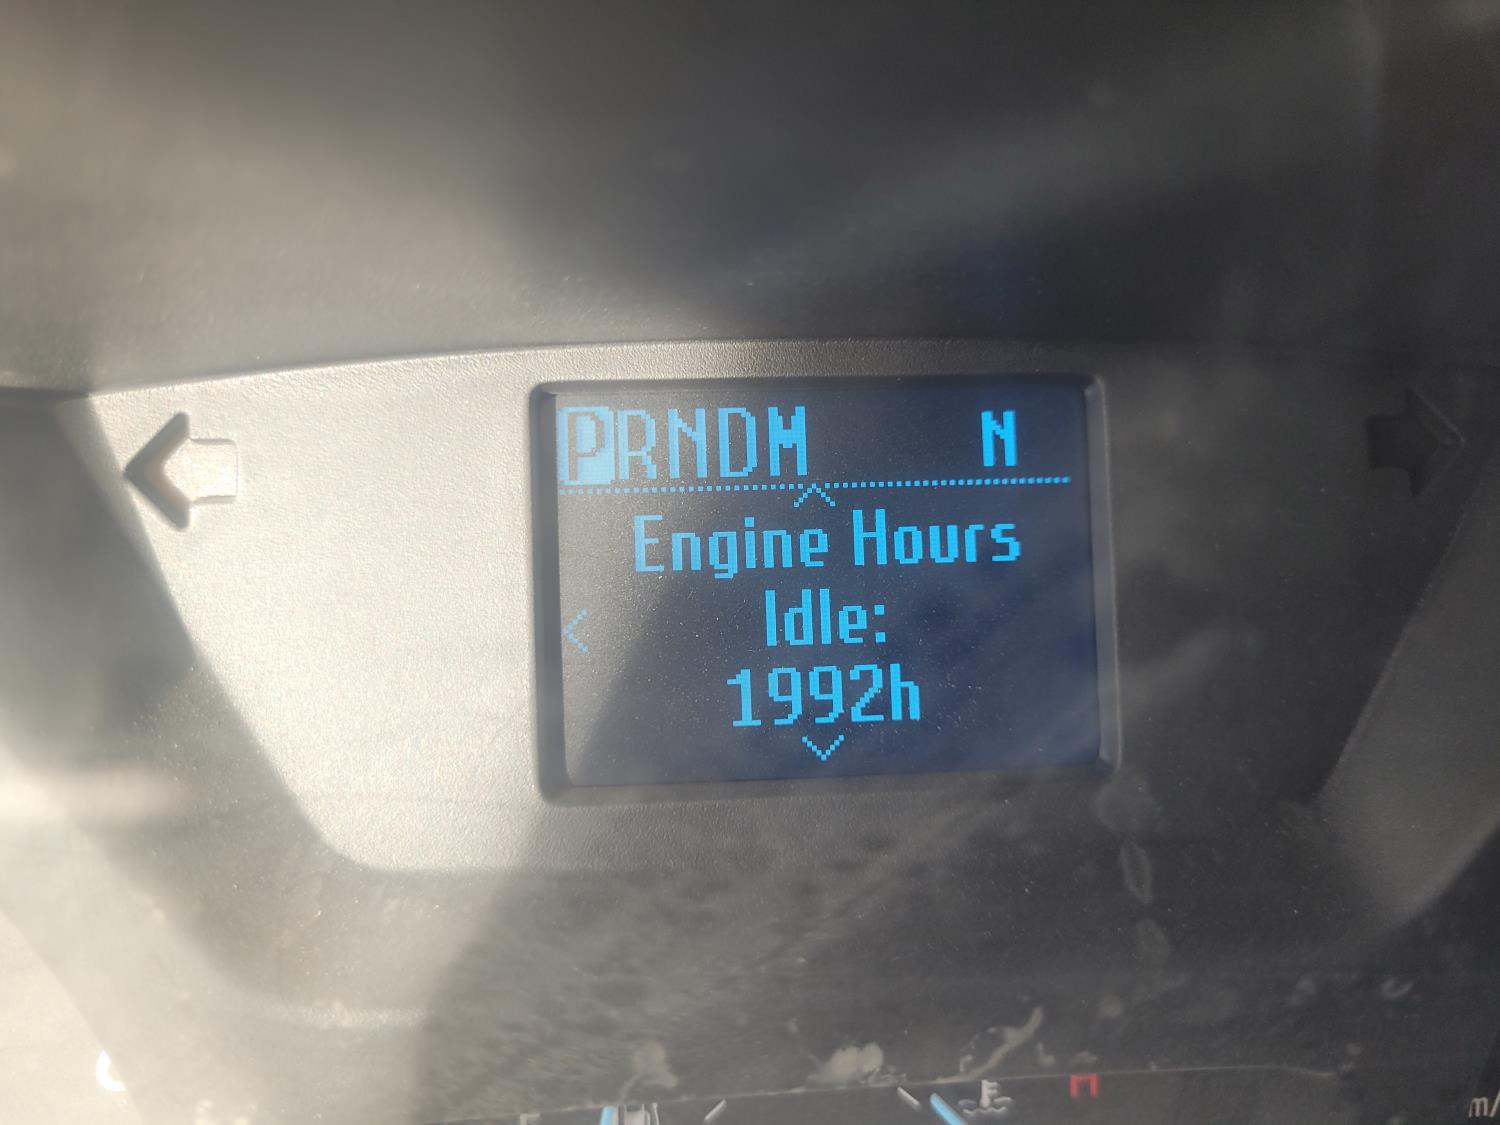 PRNDM N
Engine Hours
Idle:
1992h